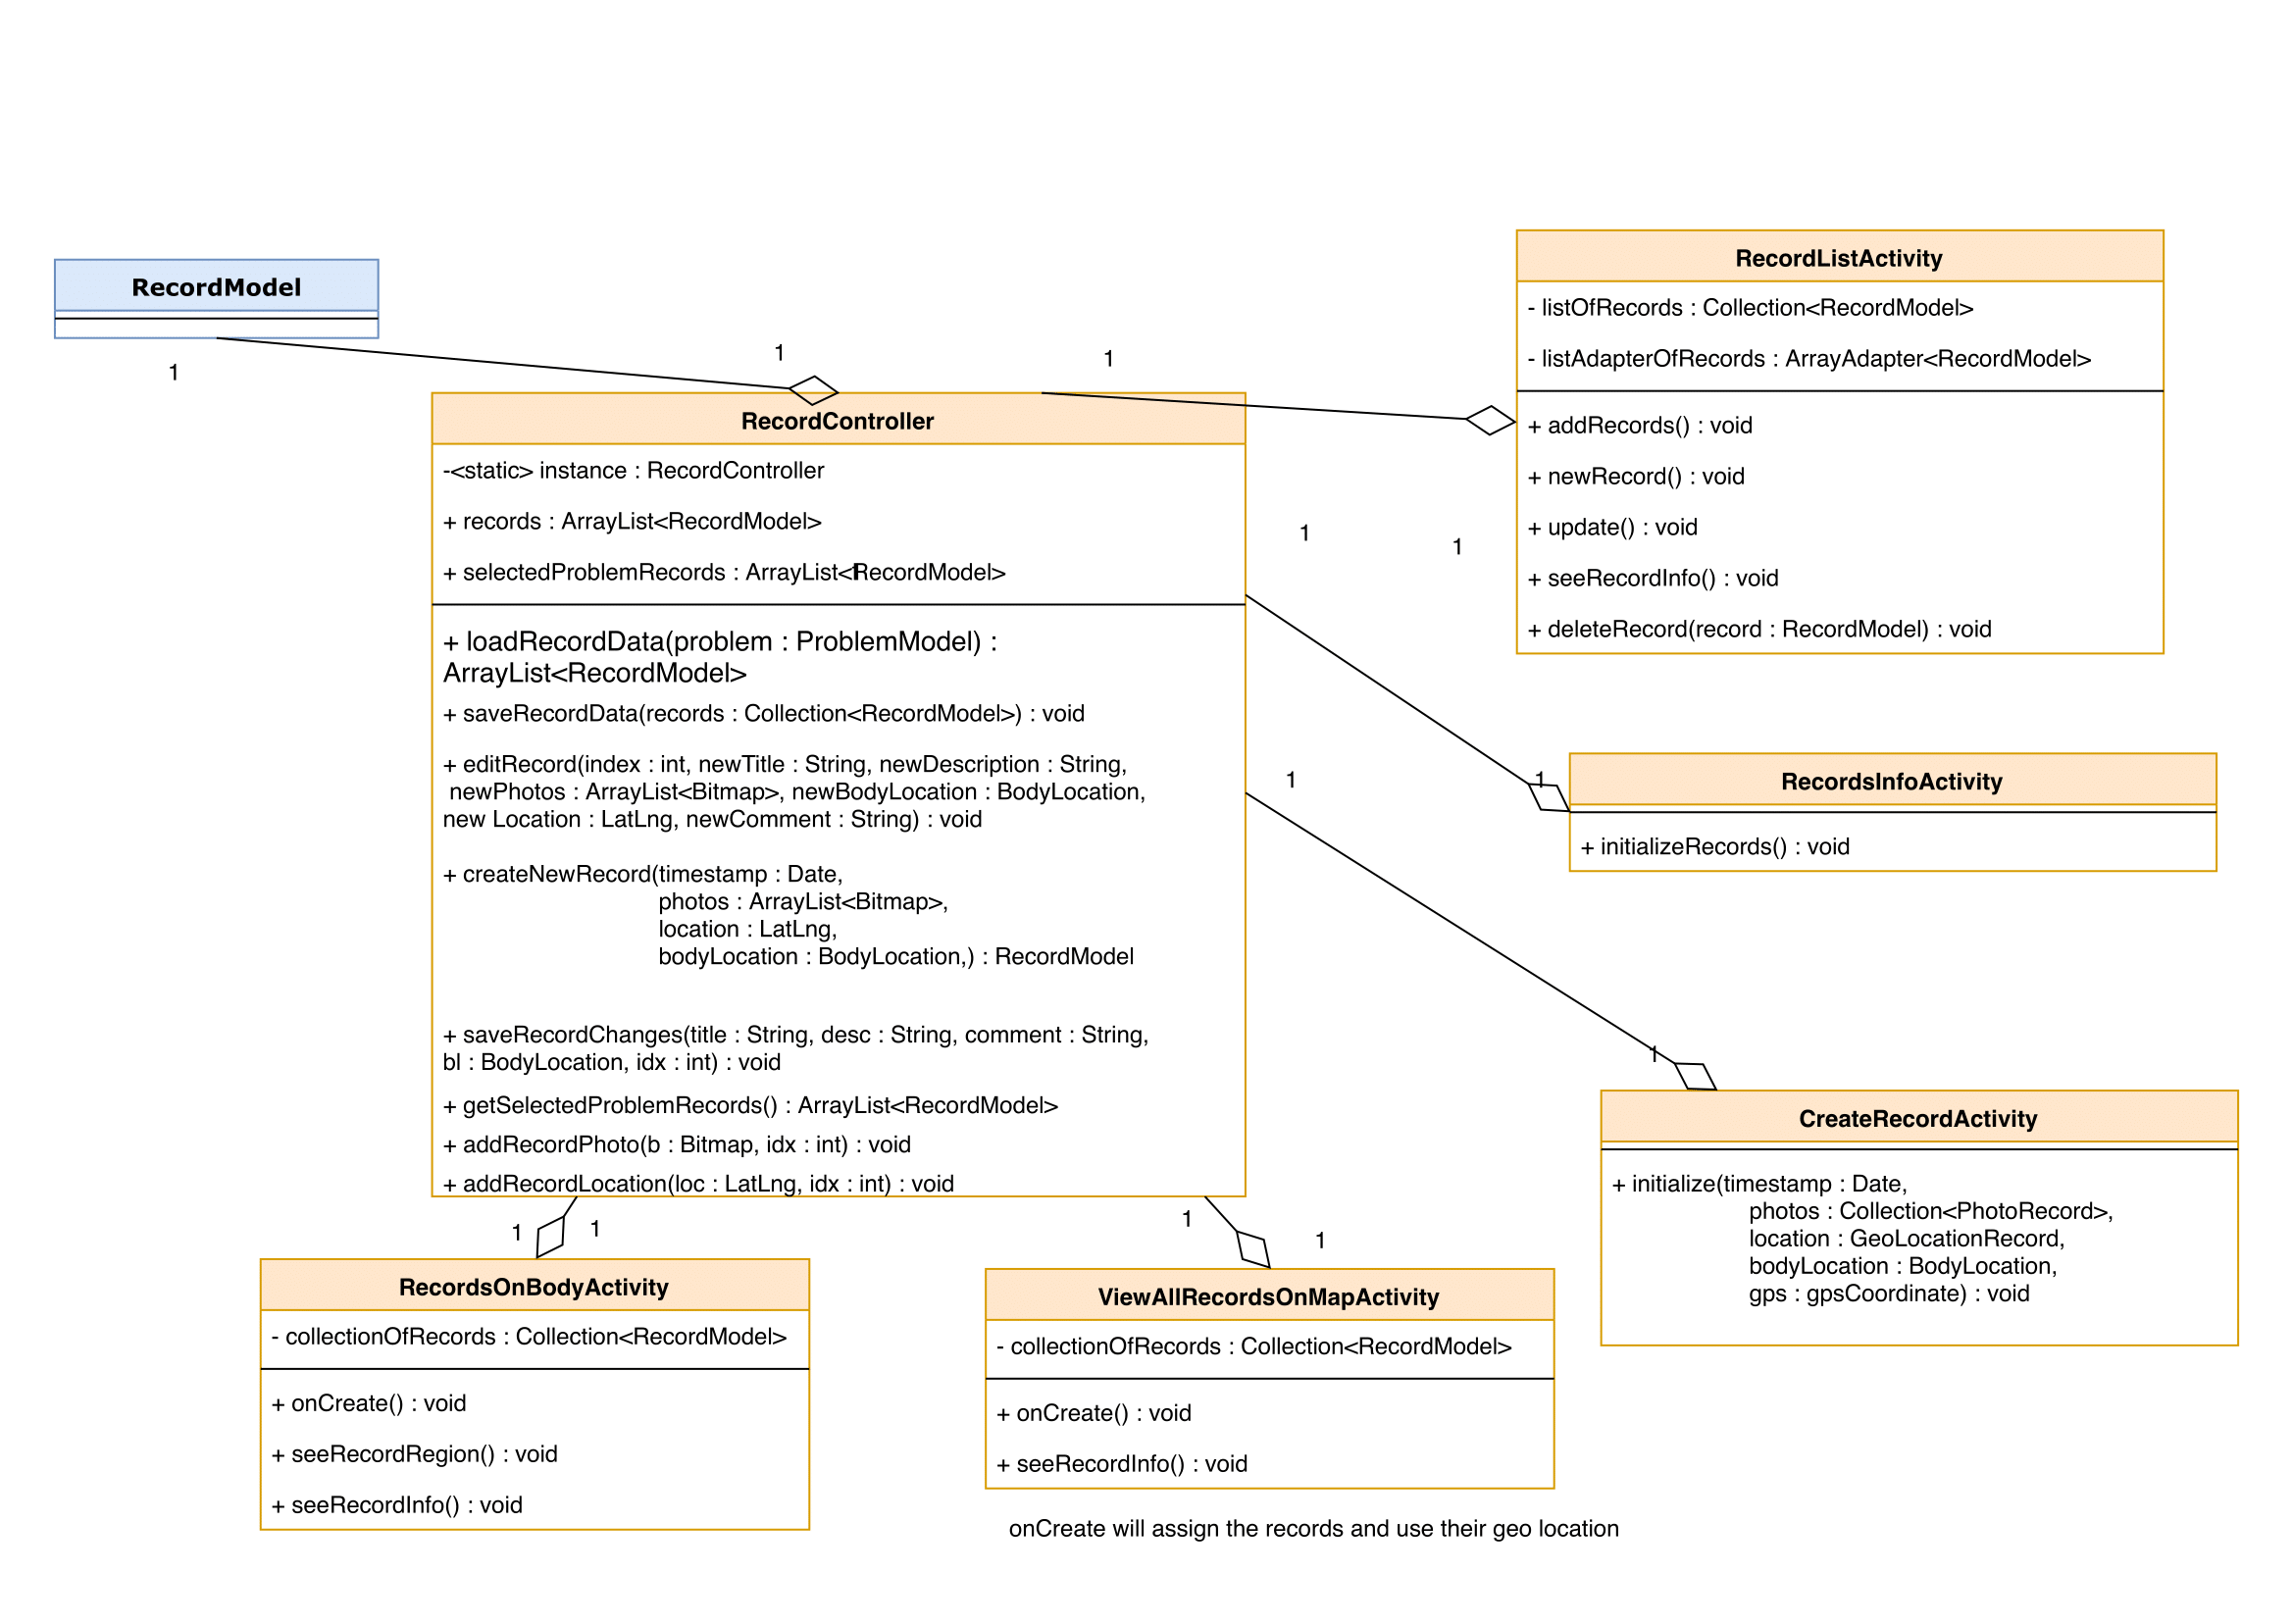 RecordModel
1
1
1
RecordController
-<static> instance : RecordController
+ records : ArrayList<RecordModel>
+ selectedProblemRecords : ArrayList<RecordModel>
1
+ loadRecordData(problem : ProblemModel) :
ArrayList<RecordModel>
+ saveRecordData(records : Collection<RecordModel>) : void
+ editRecord(index : int, newTitle : String, newDescription : String,
newPhotos : ArrayList<Bitmap>, newBodyLocation : BodyLocation,
new Location : LatLng, newComment : String) : void
+ createNewRecord(timestamp : Date,
photos : ArrayList<Bitmap>,
location : LatLng,
bodyLocation : BodyLocation,) : RecordModel
+ saveRecordChanges(title : String, desc : String, comment : String,
bl : BodyLocation, idx : int) : void
+ getSelectedProblemRecords() : ArrayList<RecordModel>
+ addRecordPhoto(b : Bitmap, idx : int) : void
+ addRecordLocation(loc : LatLng, idx : int) : void
RecordListActivity
- listOfRecords : Collection<RecordModel>
- listAdapterOfRecords : ArrayAdapter<RecordModel>
+ addRecords() : void
+ newRecord() : void
+ update() : void
+ seeRecordInfo() : void
+ deleteRecord(record : RecordModel) : void
1
1
1
1
RecordsInfoActivity
+ initializeRecords() : void
1
CreateRecordActivity
+ initialize(timestamp : Date,
photos : Collection<PhotoRecord>,
location : GeoLocationRecord,
bodyLocation : BodyLocation,
gps : gpsCoordinate) : void
1
1
RecordsOnBodyActivity
- collectionOfRecords : Collection<RecordModel>
+ onCreate() : void
+ seeRecordRegion() : void
+ seeRecordInfo() : void
1
1
ViewAllRecordsOnMapActivity
- collectionOfRecords : Collection<RecordModel>
+ onCreate() : void
+ seeRecordInfo() : void
onCreate will assign the records and use their geo location